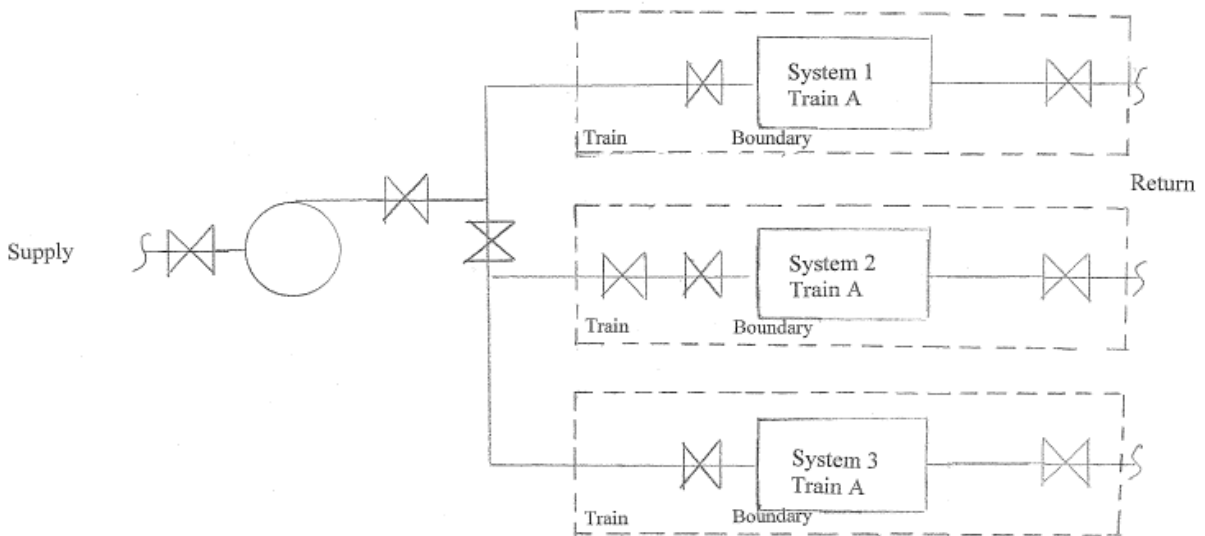 System 1
Train A
Train Boundary
Return
Supply
System 2
Train A
Train Boundary
System 3
Train A
Train Boundary